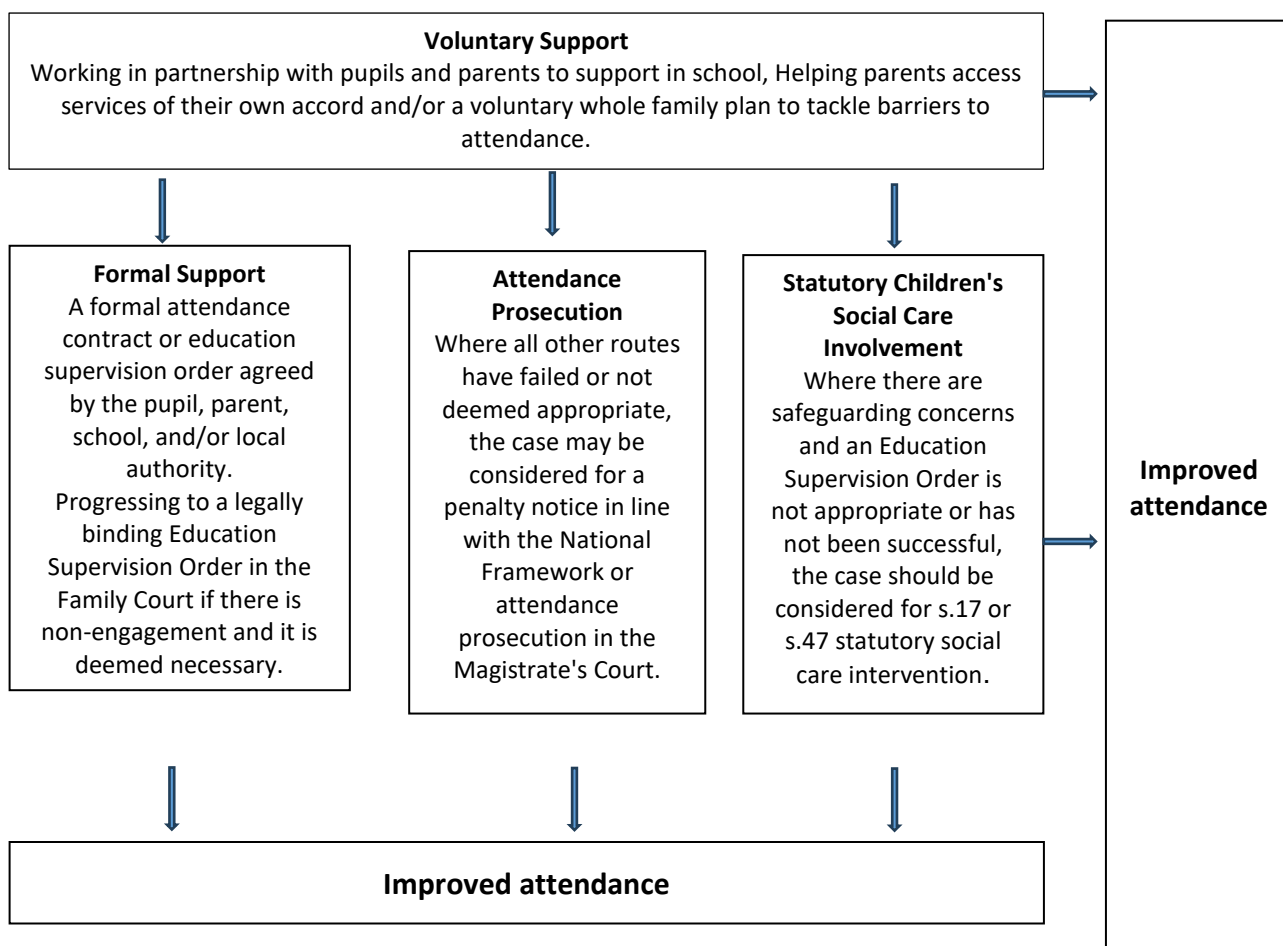 Voluntary Support
Working in partnership with pupils and parents to support in school, Helping parents access
services of their own accord and/or a voluntary whole family plan to tackle barriers to
attendance.
Formal Support
A formal attendance
contract or education
supervision order agreed
by the pupil, parent,
school, and/or local
authority.
Progressing to a legally
binding Education
Supervision Order in the
Family Court if there is
non-engagement and it is
deemed necessary.
Attendance
Prosecution
Where all other routes
have failed or not
deemed appropriate,
the case may be
considered for a
penalty notice in line
with the National
Framework or
attendance
prosecution in the
Magistrate's Court.
Statutory Children's
Social Care
Involvement
Where there are
safeguarding concerns
and an Education
Supervision Order is
not appropriate or has
not been successful,
the case should be
considered for s.17 or
s.47 statutory social
care intervention.
Improved
attendance
Improved attendance